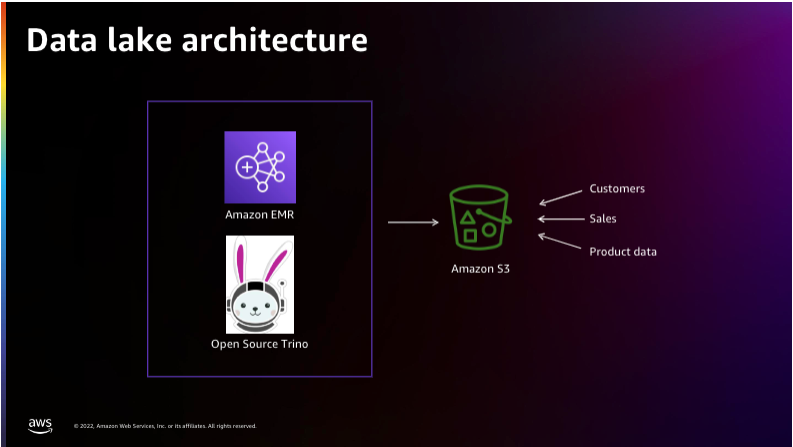 Data lake architecture
Amazon EMR
Open Source Trino
Amazon S3
Customers
Sales
Product data
aws
© 2022, Amazon Web Services, Inc. or its affiliates. All rights reserved.